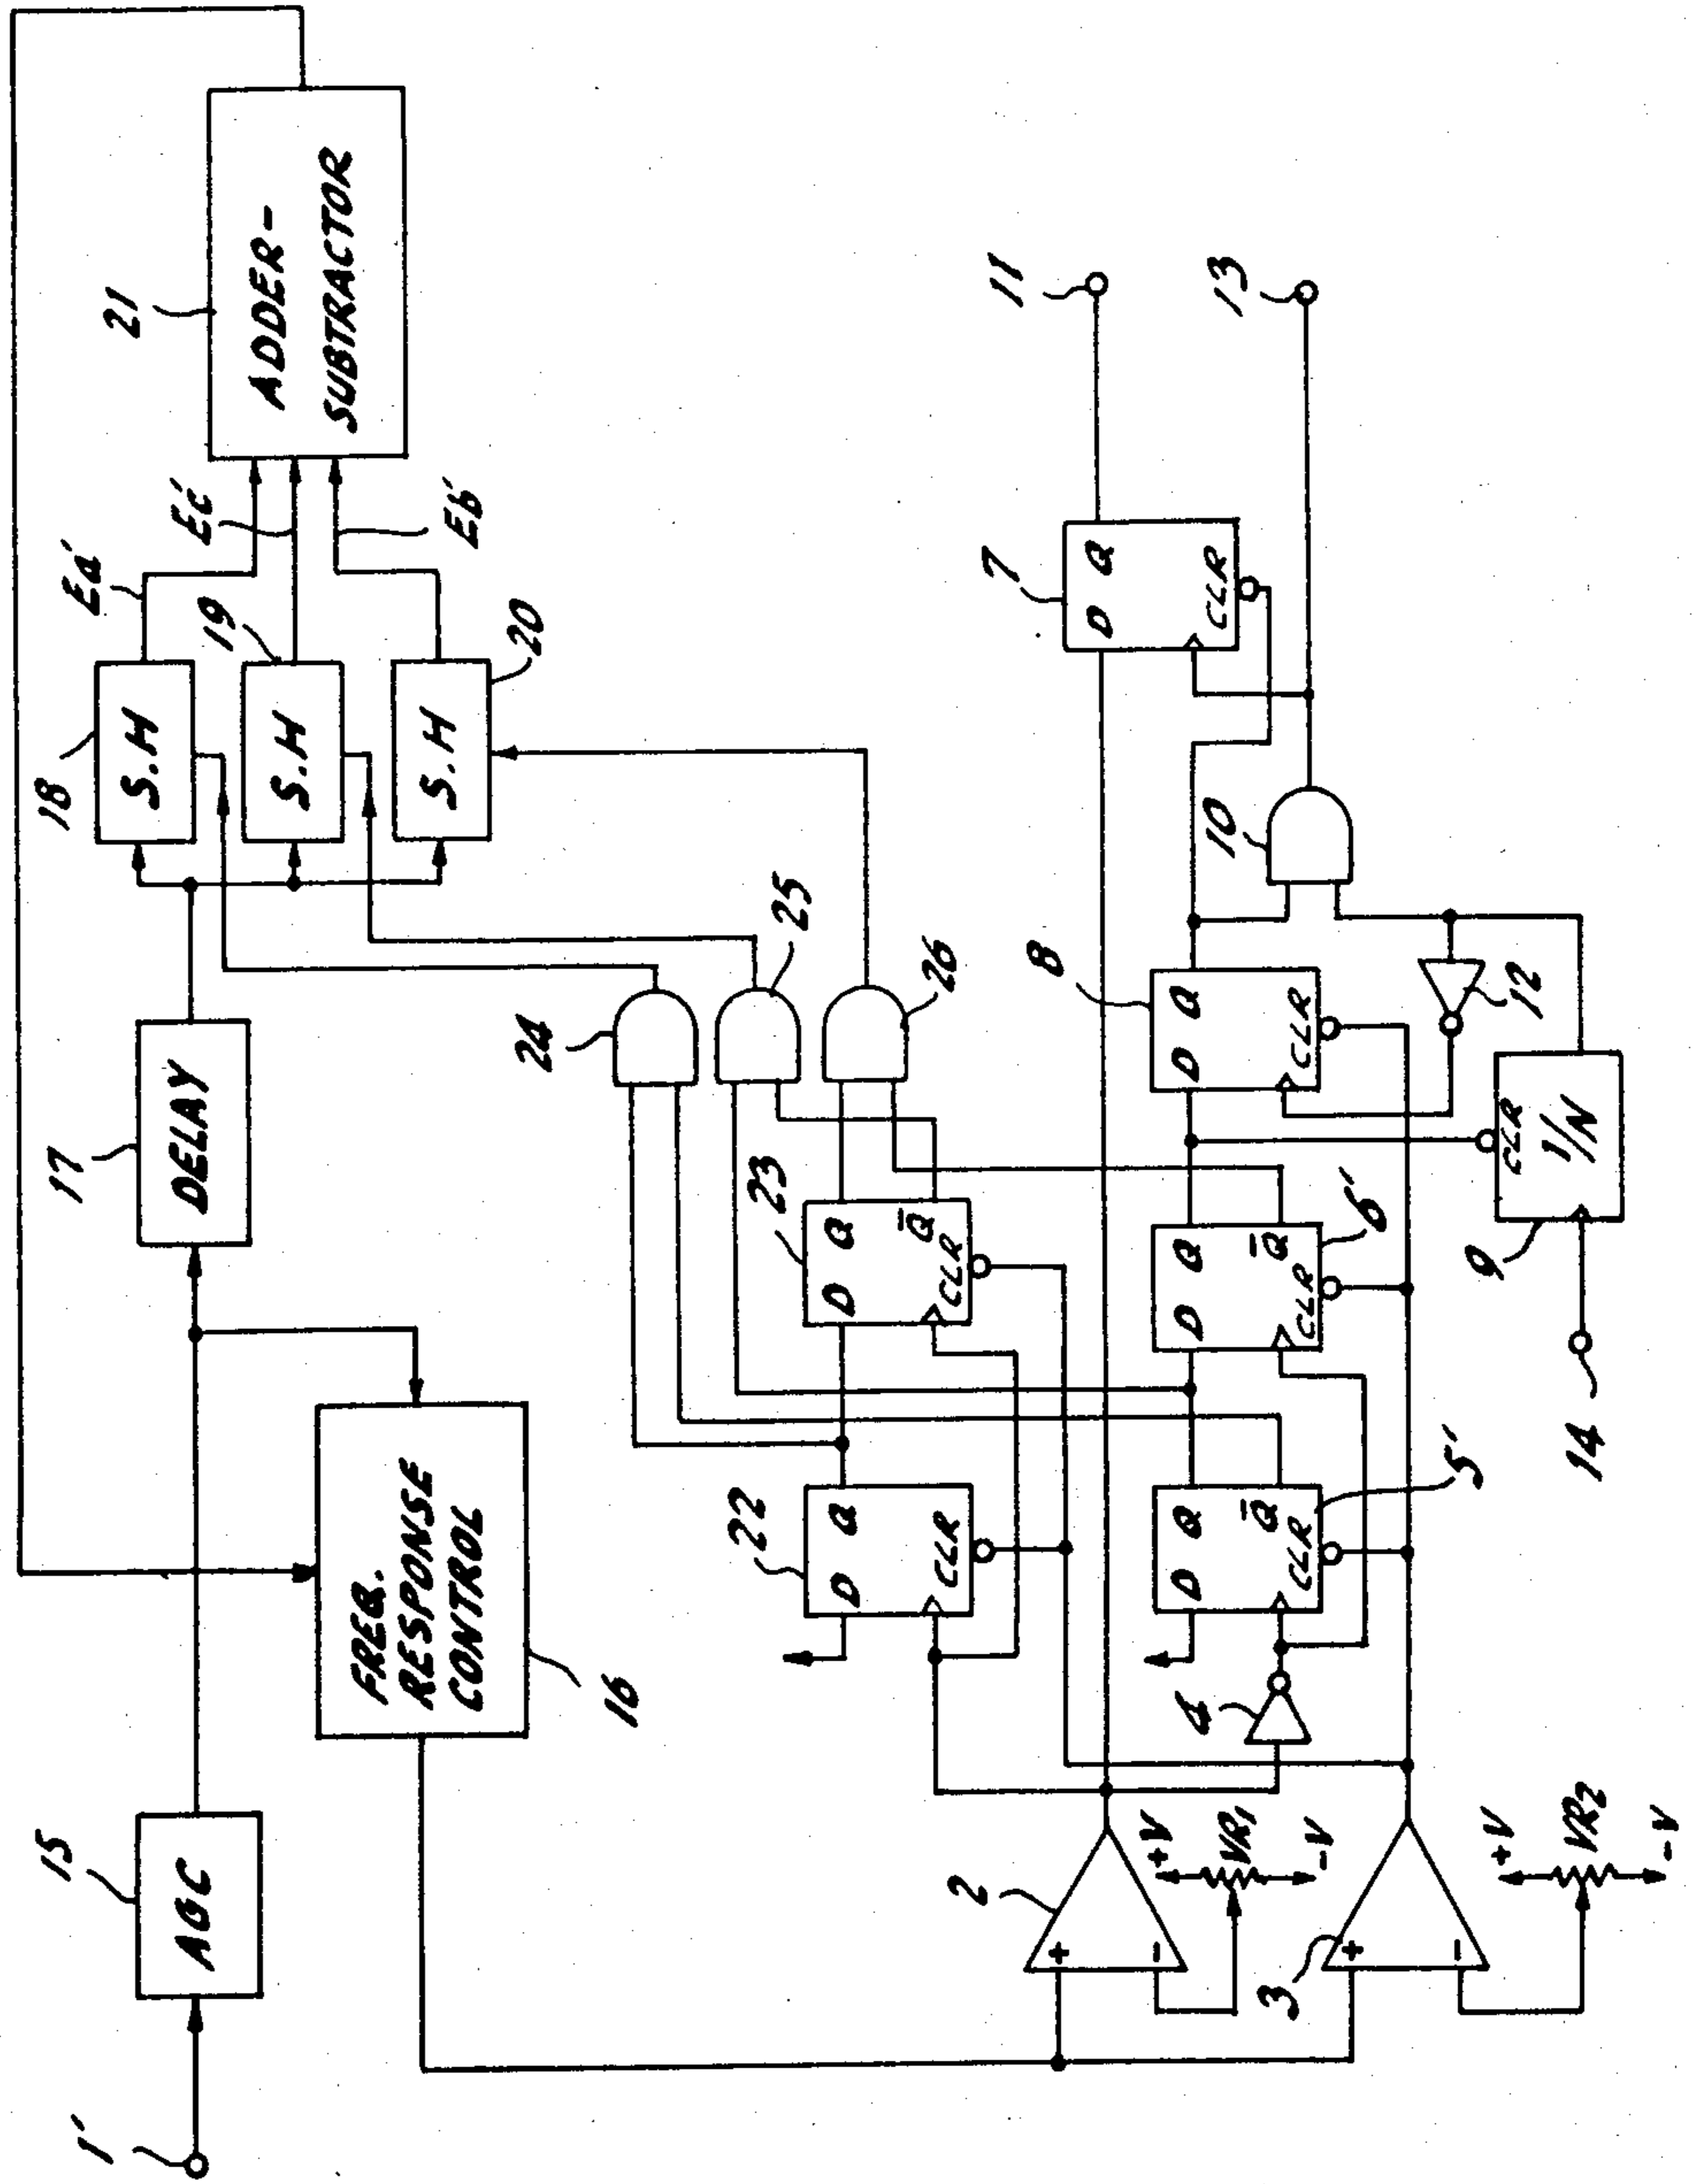 1'
15
AGC
17
DELAY
18
S.H
Ea'
19
S.H
Ec'
20
S.H
Eb'
21
ADDER-
SUBTRACTOR
16
FREQ.
RESPONSE
CONTROL
22
D Q
CLR
23
D Q
Q̄
CLR
24
25
26
2
+
−
+V
VR1
-V
3
+
−
+V
VR2
-V
4
5'
D Q
Q̄
CLR
6'
D Q
Q̄
CLR
8
D Q
CLR
10
12
7
D Q
CLR
11
13
14
9
CLR
1/N